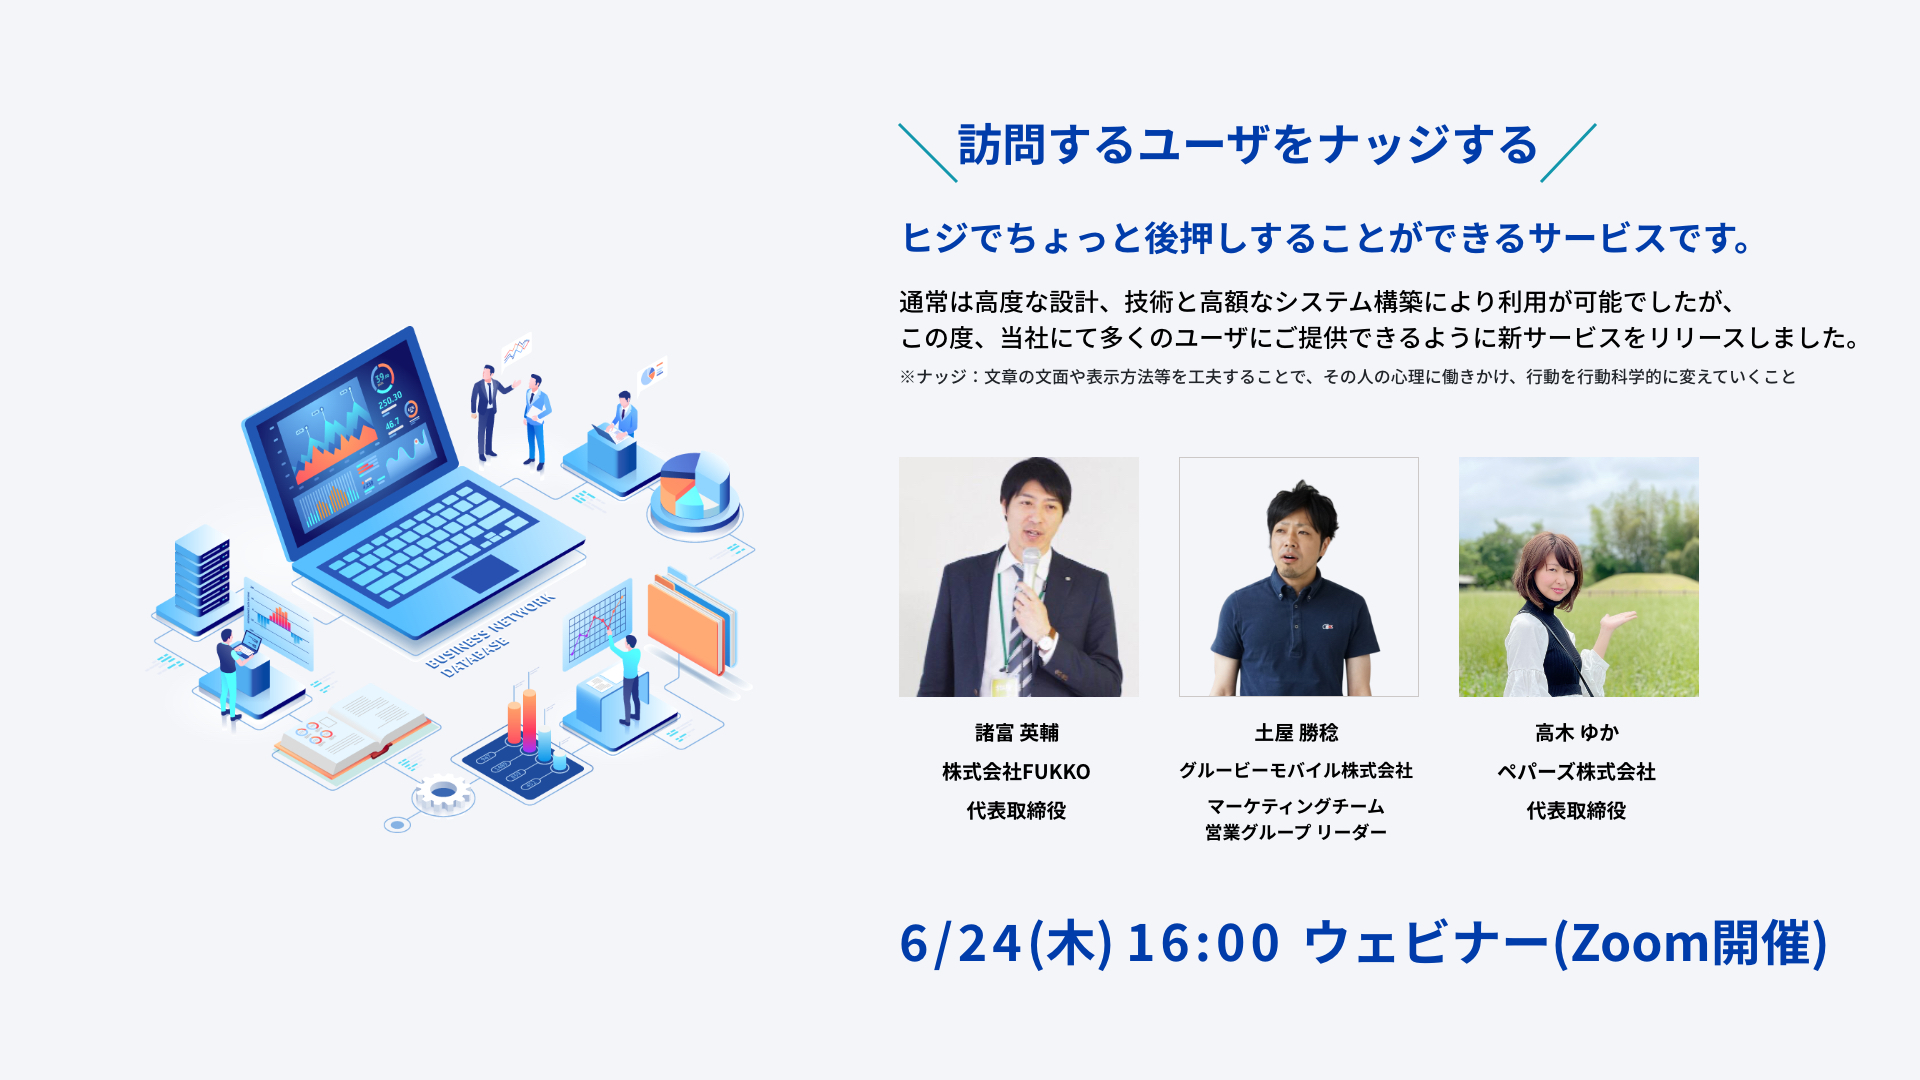 訪問するユーザをナッジする
ヒジでちょっと後押しすることができるサービスです。
通常は高度な設計、技術と高額なシステム構築により利用が可能でしたが、
この度、当社にて多くのユーザにご提供できるように新サービスをリリースしました。
※ナッジ：文章の文面や表示方法等を工夫することで、その人の心理に働きかけ、行動を行動科学的に変えていくこと
250.30
46.7
BUSINESS NETWORK
DATABASE
諸富 英輔
株式会社FUKKO
代表取締役
土屋 勝稔
グルービーモバイル株式会社
マーケティングチーム
営業グループ リーダー
高木 ゆか
ペパーズ株式会社
代表取締役
6/24(木) 16:00 ウェビナー(Zoom開催)